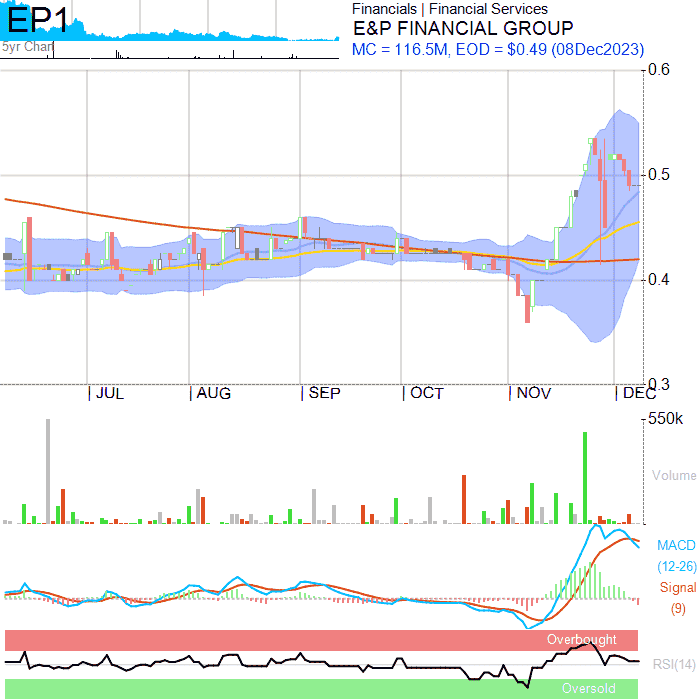 EP1
5yr Chart
Financials | Financial Services
E&P FINANCIAL GROUP
MC = 116.5M, EOD = $0.49 (08Dec2023)
0.6
0.5
0.4
0.3
JUL AUG SEP OCT NOV DEC
550k
Volume
MACD
(12-26)
Signal
(9)
Overbought
RSI(14)
Oversold